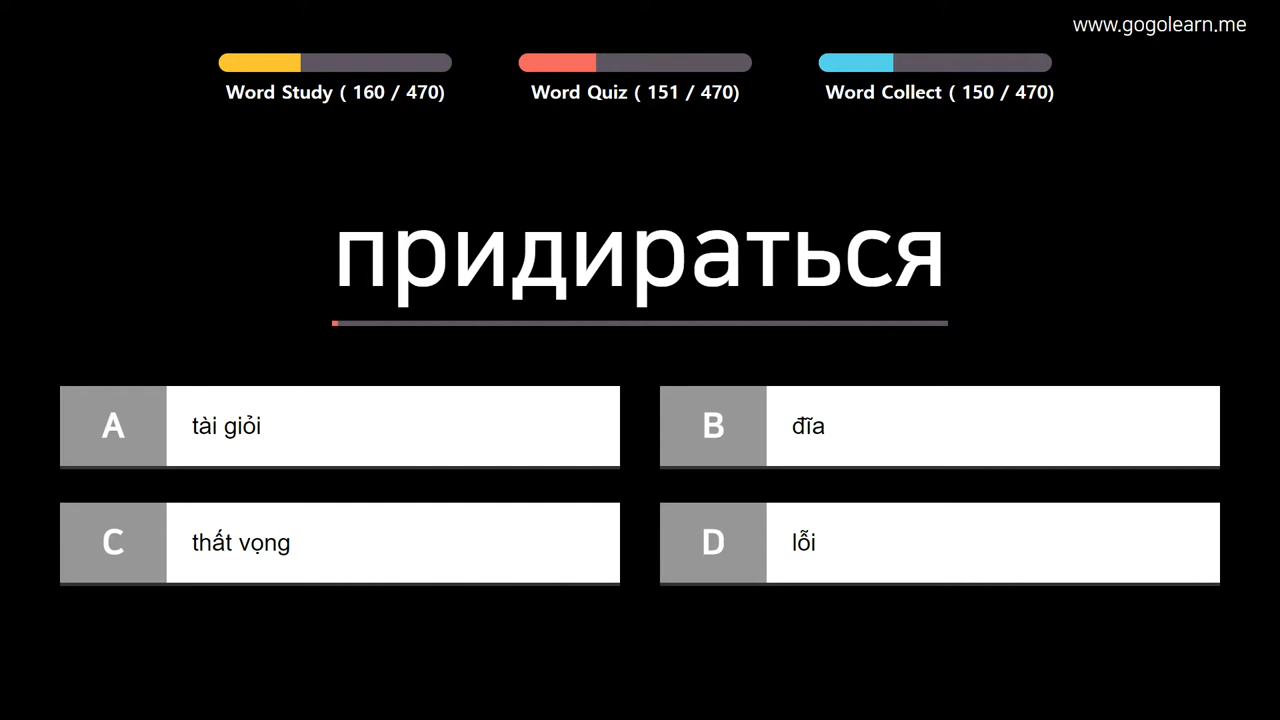 www.gogolearn.me
Word Study ( 160 / 470)
Word Quiz ( 151 / 470)
Word Collect ( 150 / 470)
придираться
A tài giỏi
B đĩa
C thất vọng
D lỗi